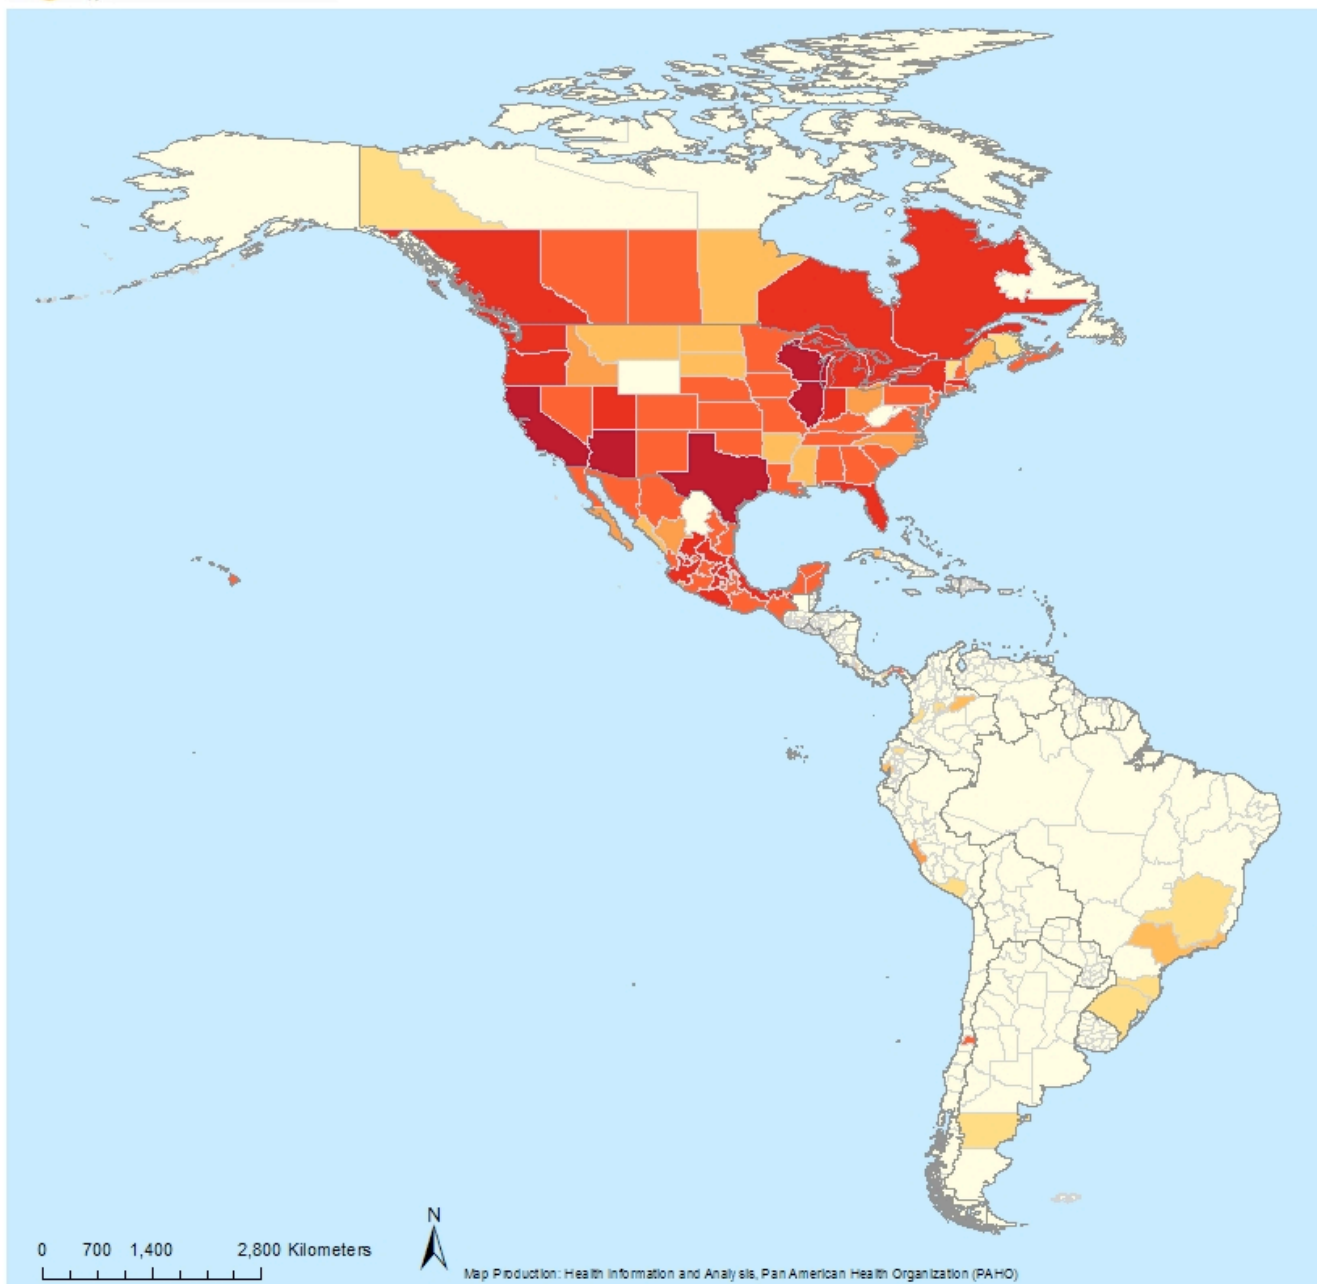 N
0 700 1,400 2,800 Kilometers
Map Production: Health Information and Analysis, Pan American Health Organization (PAHO)